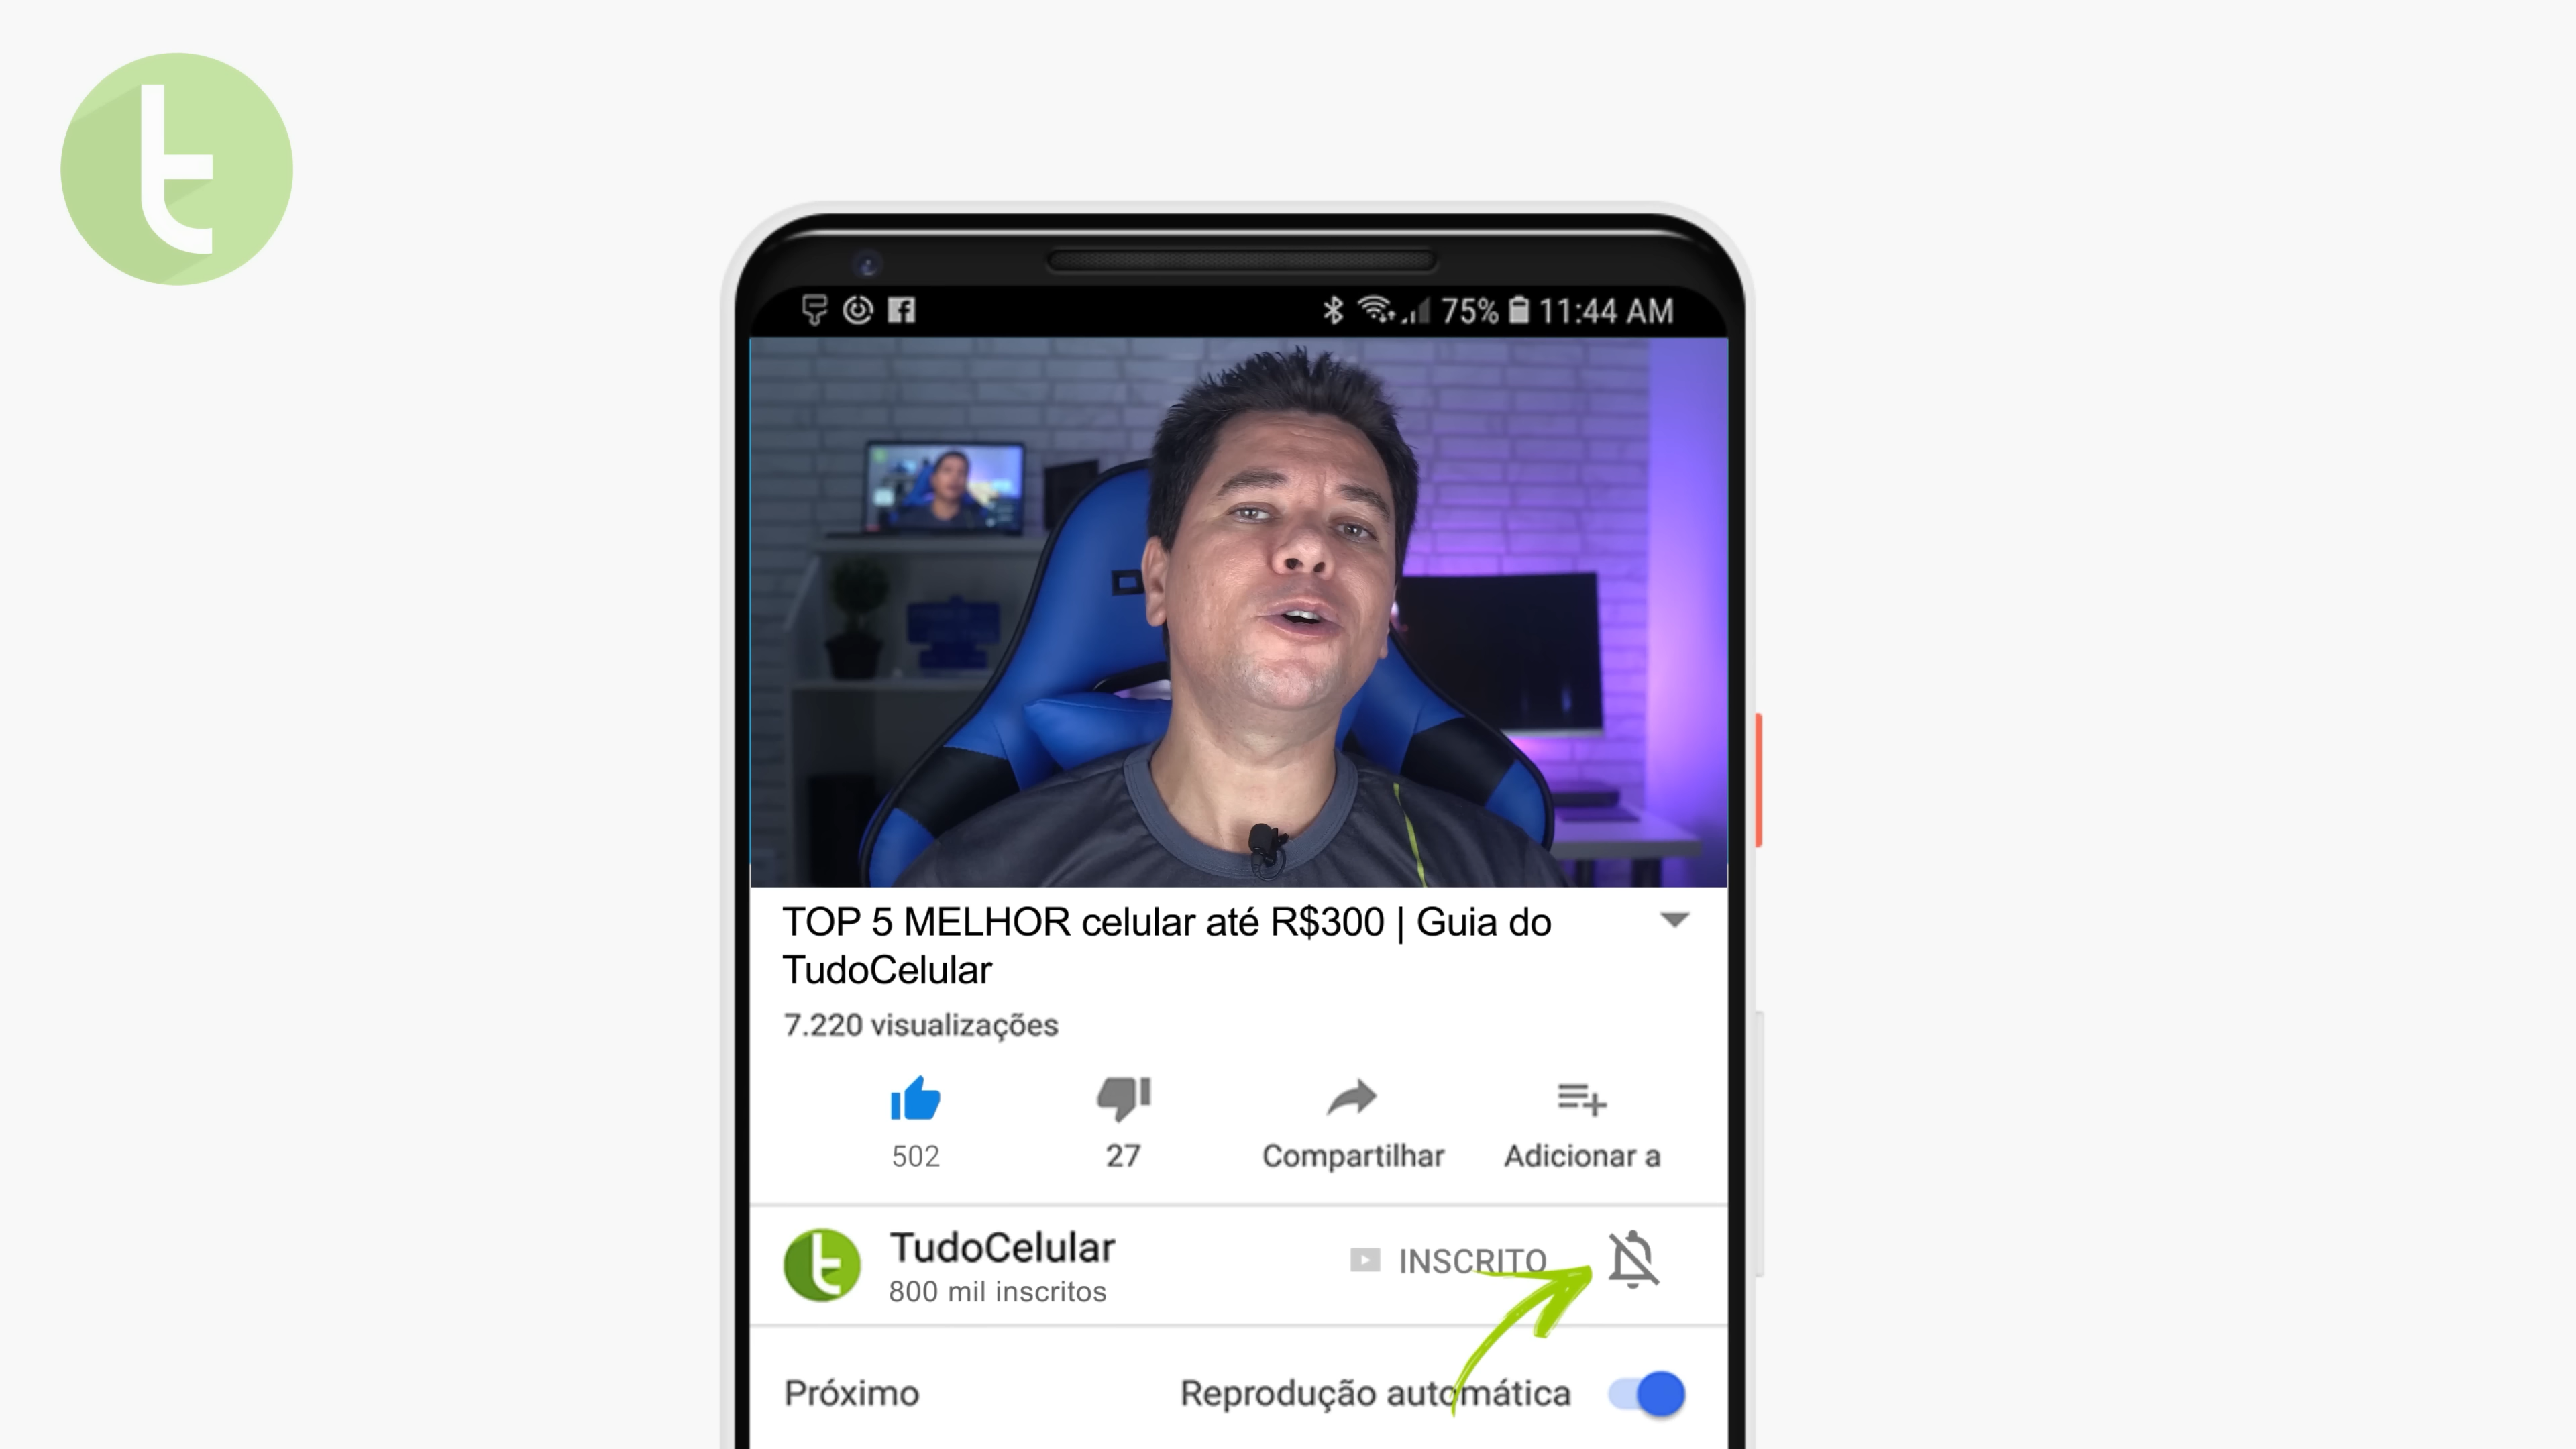 75% 11:44 AM
TOP 5 MELHOR celular até R$300 | Guia do
TudoCelular
7.220 visualizações
502 27 Compartilhar Adicionar a
TudoCelular INSCRITO
800 mil inscritos
Próximo Reprodução automática